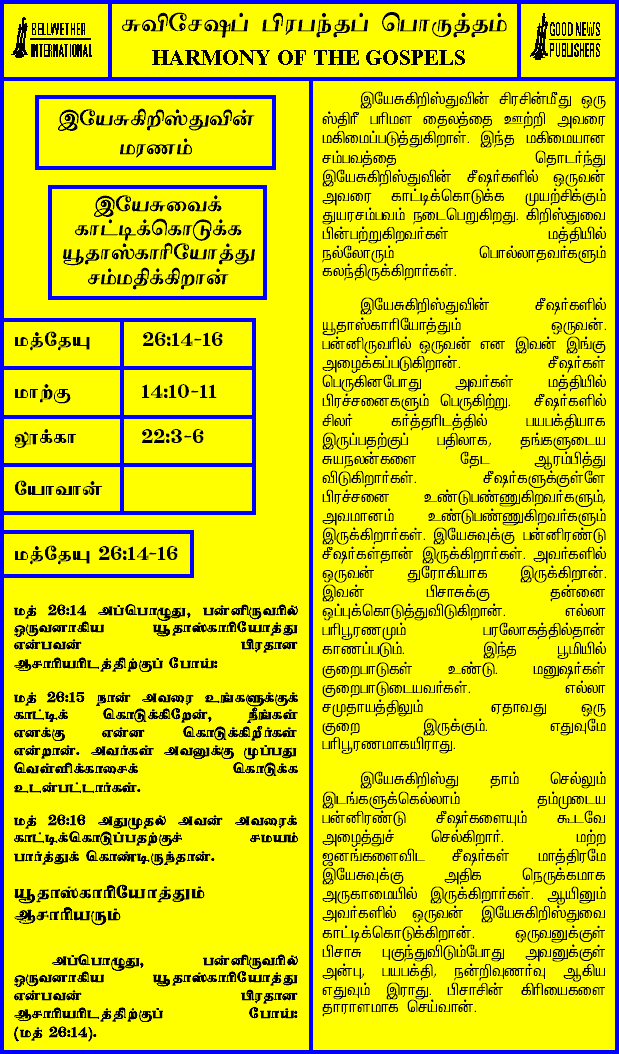 BELLWETHER
INTERNATIONAL
சுவிசேஷப் பிரபந்தப் பொருத்தம்
HARMONY OF THE GOSPELS
GOOD NEWS
PUBLISHERS
இயேசுகிறிஸ்துவின்
மரணம்
இயேசுவைக்
காட்டிக்கொடுக்க
யூதாஸ்காரியோத்து
சம்மதிக்கிறான்
மத்தேயு 26:14-16
மாற்கு 14:10-11
லூக்கா 22:3-6
யோவான்
மத்தேயு 26:14-16
மத் 26:14 அப்பொழுது, பன்னிருவரில்
ஒருவனாகிய யூதாஸ்காரியோத்து
என்பவன் பிரதான
ஆசாரியரிடத்திற்குப் போய்:
மத் 26:15 நான் அவரை உங்களுக்குக்
காட்டிக் கொடுக்கிறேன், நீங்கள்
எனக்கு என்ன கொடுக்கிறீர்கள்
என்றான். அவர்கள் அவனுக்கு முப்பது
வெள்ளிக்காசைக் கொடுக்க
உடன்பட்டார்கள்.
மத் 26:16 அதுமுதல் அவன் அவரைக்
காட்டிக்கொடுப்பதற்குச் சமயம்
பார்த்துக் கொண்டிருந்தான்.
யூதாஸ்காரியோத்தும்
ஆசாரியரும்
அப்பொழுது, பன்னிருவரில்
ஒருவனாகிய யூதாஸ்காரியோத்து
என்பவன் பிரதான
ஆசாரியரிடத்திற்குப் போய்:
(மத் 26:14).
இயேசுகிறிஸ்துவின் சிரசின்மீது ஒரு
ஸ்திரீ பரிமள தைலத்தை ஊற்றி அவரை
மகிமைப்படுத்துகிறாள். இந்த மகிமையான
சம்பவத்தை தொடர்ந்து
இயேசுகிறிஸ்துவின் சீஷர்களில் ஒருவன்
அவரை காட்டிக்கொடுக்க முயற்சிக்கும்
துயரசம்பவம் நடைபெறுகிறது. கிறிஸ்துவை
பின்பற்றுகிறவர்கள் மத்தியில்
நல்லோரும் பொல்லாதவர்களும்
கலந்திருக்கிறார்கள்.
இயேசுகிறிஸ்துவின் சீஷர்களில்
யூதாஸ்காரியோத்தும் ஒருவன்.
பன்னிருவரில் ஒருவன் என இவன் இங்கு
அழைக்கப்படுகிறான். சீஷர்கள்
பெருகினபோது அவர்கள் மத்தியில்
பிரச்சனைகளும் பெருகிற்று. சீஷர்களில்
சிலர் கர்த்தரிடத்தில் பயபக்தியாக
இருப்பதற்குப் பதிலாக, தங்களுடைய
சுயநலன்களை தேட ஆரம்பித்து
விடுகிறார்கள். சீஷர்களுக்குள்ளே
பிரச்சனை உண்டுபண்ணுகிறவர்களும்,
அவமானம் உண்டுபண்ணுகிறவர்களும்
இருக்கிறார்கள். இயேசுவுக்கு பன்னிரண்டு
சீஷர்கள்தான் இருக்கிறார்கள். அவர்களில்
ஒருவன் துரோகியாக இருக்கிறான்.
இவன் பிசாசுக்கு தன்னை
ஒப்புக்கொடுத்துவிடுகிறான். எல்லா
பரிபூரணமும் பரலோகத்தில்தான்
காணப்படும். இந்த பூமியில்
குறைபாடுகள் உண்டு. மனுஷர்கள்
குறைபாடுடையவர்கள். எல்லா
சமுதாயத்திலும் ஏதாவது ஒரு
குறை இருக்கும். எதுவுமே
பரிபூரணமாகயிராது.
இயேசுகிறிஸ்து தாம் செல்லும்
இடங்களுக்கெல்லாம் தம்முடைய
பன்னிரண்டு சீஷர்களையும் கூடவே
அழைத்துச் செல்கிறார். மற்ற
ஜனங்களைவிட சீஷர்கள் மாத்திரமே
இயேசுவுக்கு அதிக நெருக்கமாக
அருகாமையில் இருக்கிறார்கள். ஆயினும்
அவர்களில் ஒருவன் இயேசுகிறிஸ்துவை
காட்டிக்கொடுக்கிறான். ஒருவனுக்குள்
பிசாசு புகுந்துவிடும்போது அவனுக்குள்
அன்பு, பயபக்தி, நன்றிவுணர்வு ஆகிய
எதுவும் இராது. பிசாசின் கிரியைகளை
தாராளமாக செய்வான்.